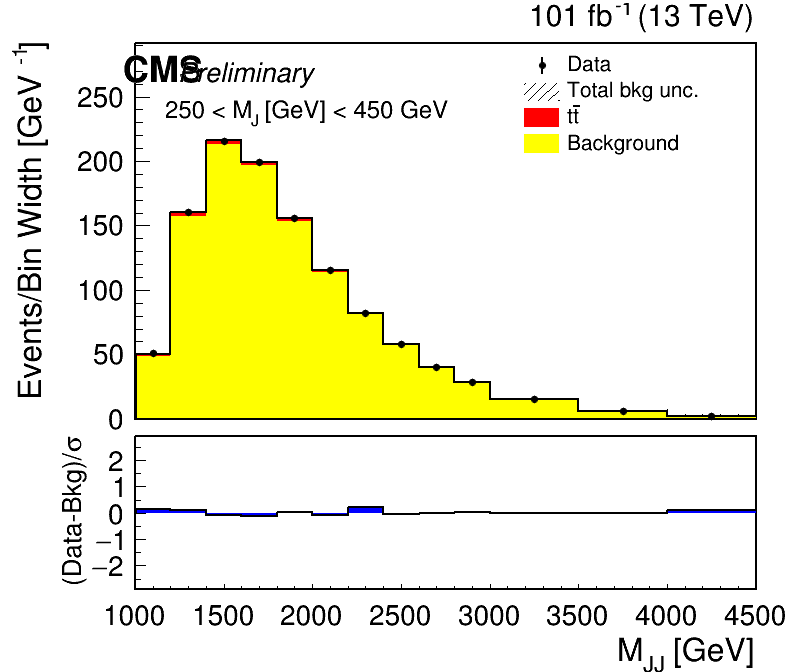 101 fb⁻¹ (13 TeV)
CMS Preliminary
250 < M_J [GeV] < 450 GeV
Data
Total bkg unc.
tt̄
Background
Events/Bin Width [GeV⁻¹]
250
200
150
100
50
0
(Data-Bkg)/σ
2
1
0
−1
−2
1000 1500 2000 2500 3000 3500 4000 4500
M_JJ [GeV]